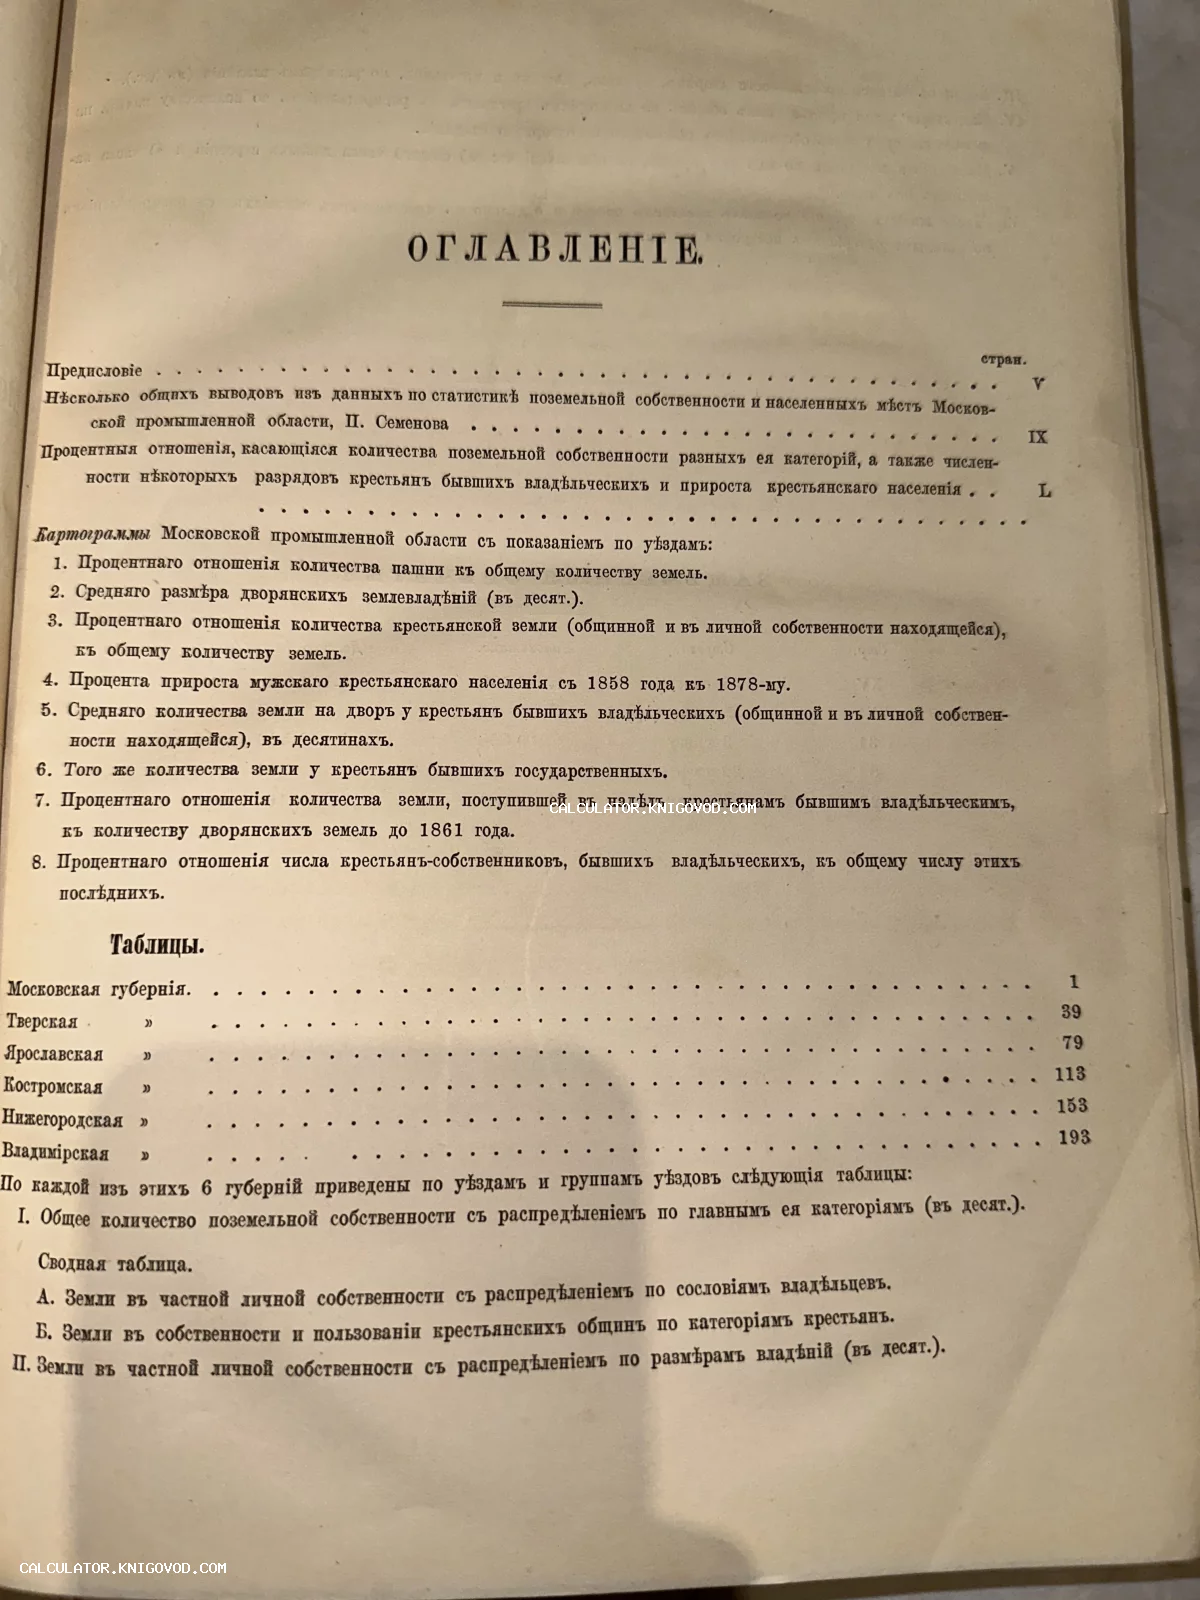 ОГЛАВЛЕНІЕ.
стран.
Предисловіе . . . . . . . . . . . . . . . . . . . . . . . . . . . . V
Нѣсколько общихъ выводовъ изъ данныхъ по статистикѣ поземельной собственности и населенныхъ мѣстъ Москов-
ской промышленной области, П. Семенова . . . . . . . . . . . . . . . . . . . IX
Процентныя отношенія, касающіяся количества поземельной собственности разныхъ ея категорій, а также числен-
ности нѣкоторыхъ разрядовъ крестьянъ бывшихъ владѣльческихъ и прироста крестьянскаго населенія . . L
Картограммы Московской промышленной области съ показаніемъ по уѣздамъ:
1. Процентнаго отношенія количества пашни къ общему количеству земель.
2. Средняго размѣра дворянскихъ землевладѣній (въ десят.).
3. Процентнаго отношенія количества крестьянской земли (общинной и въ личной собственности находящейся),
къ общему количеству земель.
4. Процента прироста мужскаго крестьянскаго населенія съ 1858 года къ 1878-му.
5. Средняго количества земли на дворъ у крестьянъ бывшихъ владѣльческихъ (общинной и въ личной собствен-
ности находящейся), въ десятинахъ.
6. Того же количества земли у крестьянъ бывшихъ государственныхъ.
7. Процентнаго отношенія количества земли, поступившей въ надѣлъ крестьянамъ бывшимъ владѣльческимъ,
CALCULATOR.KNIGOVOD.COM
къ количеству дворянскихъ земель до 1861 года.
8. Процентнаго отношенія числа крестьянъ-собственниковъ, бывшихъ владѣльческихъ, къ общему числу этихъ
послѣднихъ.
Таблицы.
Московская губернія. . . . . . . . . . . . . . . . . . . . . . . . . 1
Тверская » . . . . . . . . . . . . . . . . . . . . . . . . 39
Ярославская » . . . . . . . . . . . . . . . . . . . . . . . . 79
Костромская » . . . . . . . . . . . . . . . . . . . . . . . . 113
Нижегородская » . . . . . . . . . . . . . . . . . . . . . . . . 153
Владимірская » . . . . . . . . . . . . . . . . . . . . . . . . 193
По каждой изъ этихъ 6 губерній приведены по уѣздамъ и группамъ уѣздовъ слѣдующія таблицы:
I. Общее количество поземельной собственности съ распредѣленіемъ по главнымъ ея категоріямъ (въ десят.).
Сводная таблица.
А. Земли въ частной личной собственности съ распредѣленіемъ по сословіямъ владѣльцевъ.
Б. Земли въ собственности и пользованіи крестьянскихъ общинъ по категоріямъ крестьянъ.
II. Земли въ частной личной собственности съ распредѣленіемъ по размѣрамъ владѣній (въ десят.).
CALCULATOR.KNIGOVOD.COM